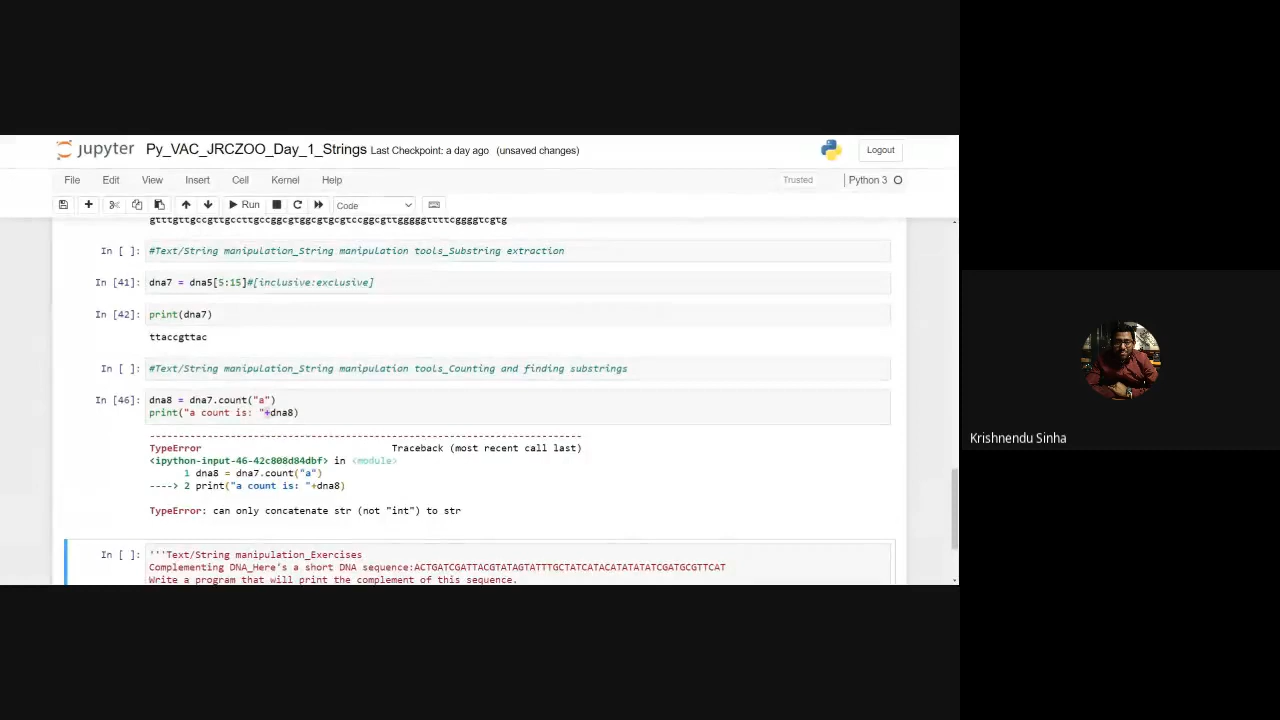 jupyter Py_VAC_JRCZOO_Day_1_Strings Last Checkpoint: a day ago (unsaved changes) Logout
File Edit View Insert Cell Kernel Help Trusted Python 3
Run Code
gtttgttgccgttgccttgccggcgtggcgtgcgtccggcgttgggggttttcggggtcgtg
In [ ]: #Text/String manipulation_String manipulation tools_Substring extraction
In [41]: dna7 = dna5[5:15]#[inclusive:exclusive]
In [42]: print(dna7)
ttaccgttac
In [ ]: #Text/String manipulation_String manipulation tools_Counting and finding substrings
In [46]: dna8 = dna7.count("a")
print("a count is: "+dna8)
---------------------------------------------------------------------------
TypeError Traceback (most recent call last)
<ipython-input-46-42c808d84dbf> in <module>
1 dna8 = dna7.count("a")
----> 2 print("a count is: "+dna8)
TypeError: can only concatenate str (not "int") to str
In [ ]: '''Text/String manipulation_Exercises
Complementing DNA_Here's a short DNA sequence:ACTGATCGATTACGTATAGTATTTGCTATCATACATATATATCGATGCGTTCAT
Write a program that will print the complement of this sequence.
Krishnendu Sinha